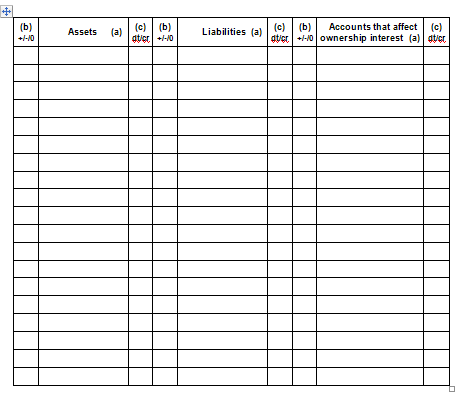 (b) +/-/0 Assets (a) (c) dt/cr (b) +/-/0 Liabilities (a) (c) dt/cr (b) +/-/0 Accounts that affect ownership interest (a) (c) dt/cr